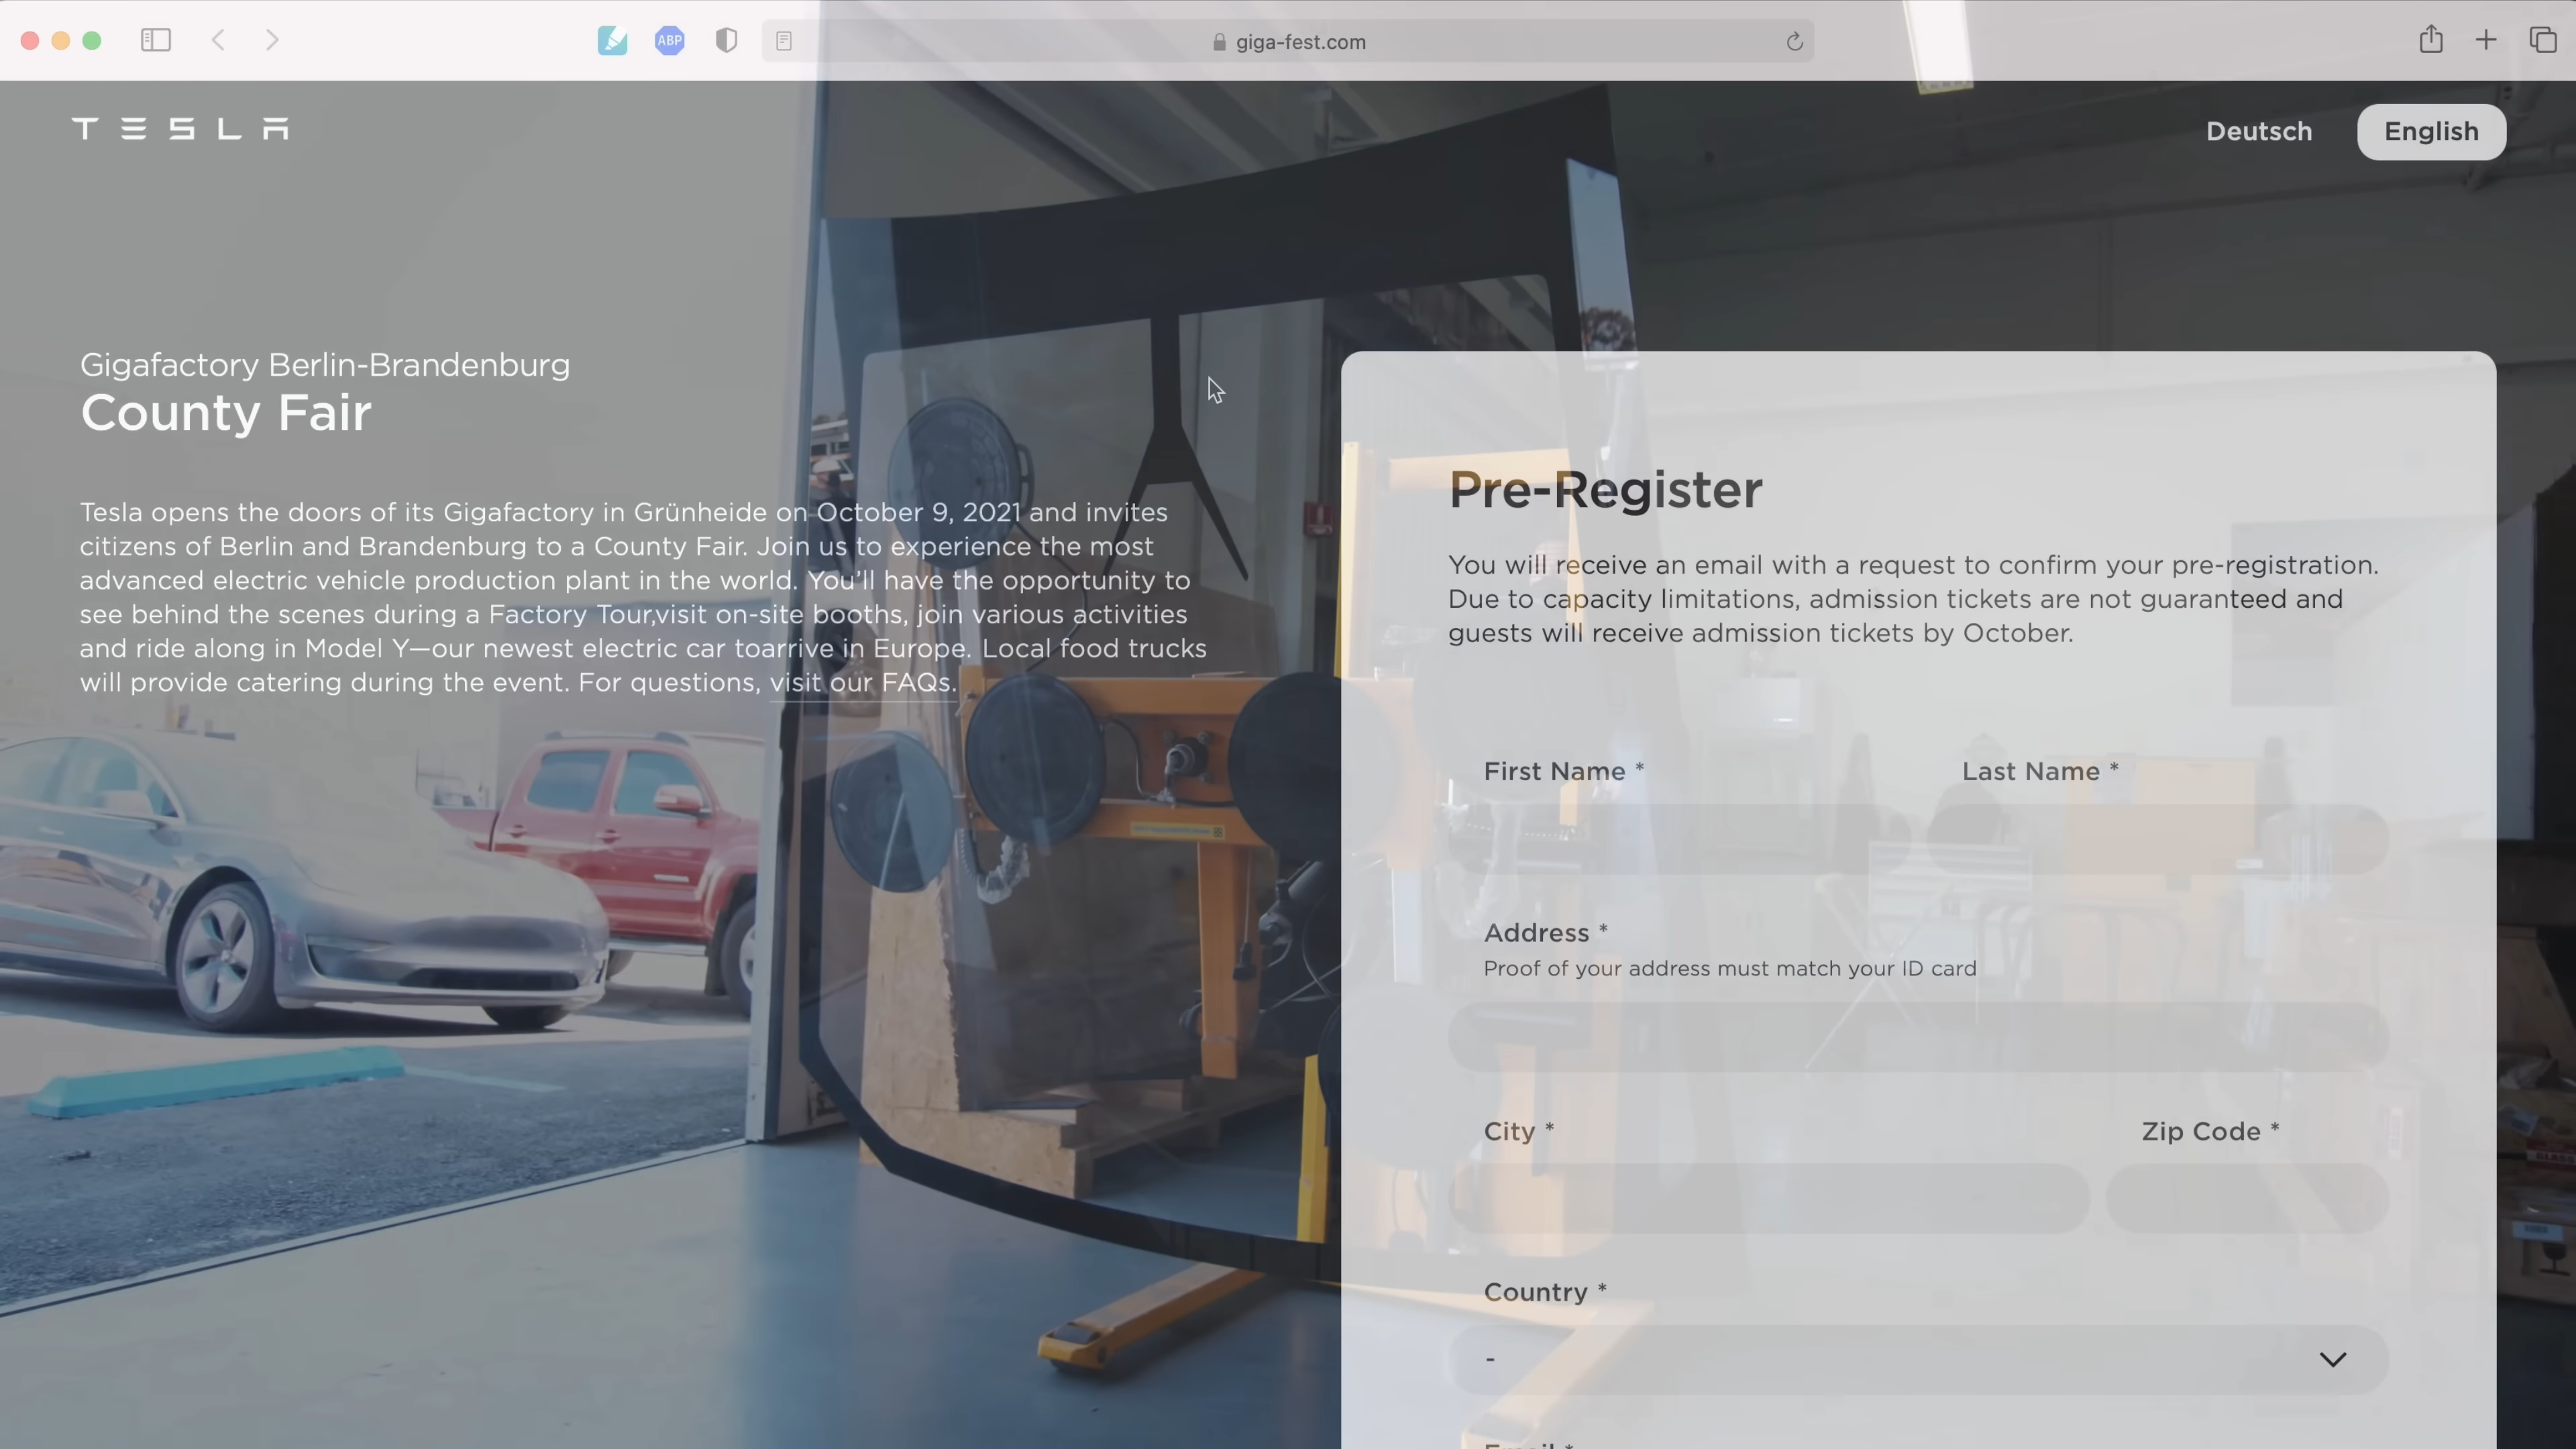 ABP
giga-fest.com
TESLA
Deutsch
English
Gigafactory Berlin-Brandenburg
County Fair
Tesla opens the doors of its Gigafactory in Grünheide on October 9, 2021 and invites
citizens of Berlin and Brandenburg to a County Fair. Join us to experience the most
advanced electric vehicle production plant in the world. You'll have the opportunity to
see behind the scenes during a Factory Tour,visit on-site booths, join various activities
and ride along in Model Y—our newest electric car toarrive in Europe. Local food trucks
will provide catering during the event. For questions, visit our FAQs.
Pre-Register
You will receive an email with a request to confirm your pre-registration.
Due to capacity limitations, admission tickets are not guaranteed and
guests will receive admission tickets by October.
First Name *
Last Name *
Address *
Proof of your address must match your ID card
City *
Zip Code *
Country *
-